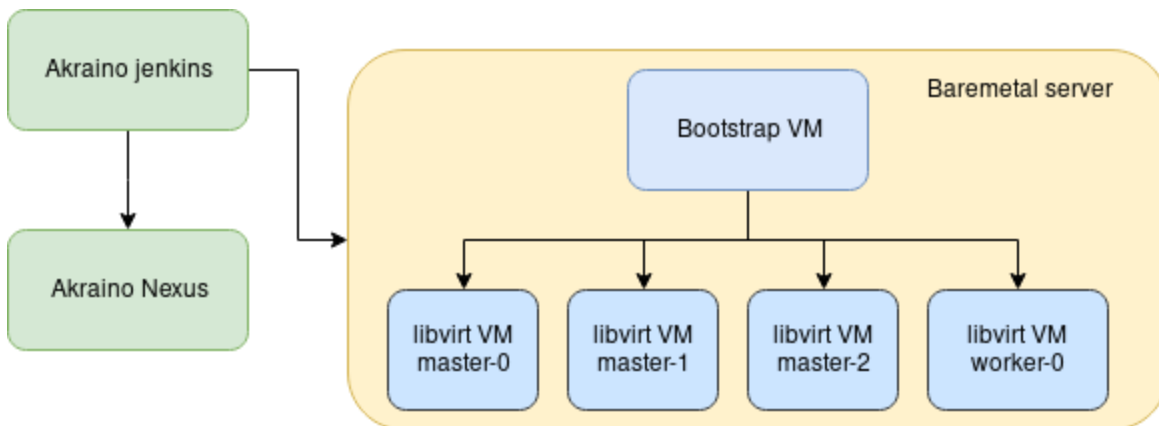 Akraino jenkins
Baremetal server
Bootstrap VM
Akraino Nexus
libvirt VM
master-0
libvirt VM
master-1
libvirt VM
master-2
libvirt VM
worker-0